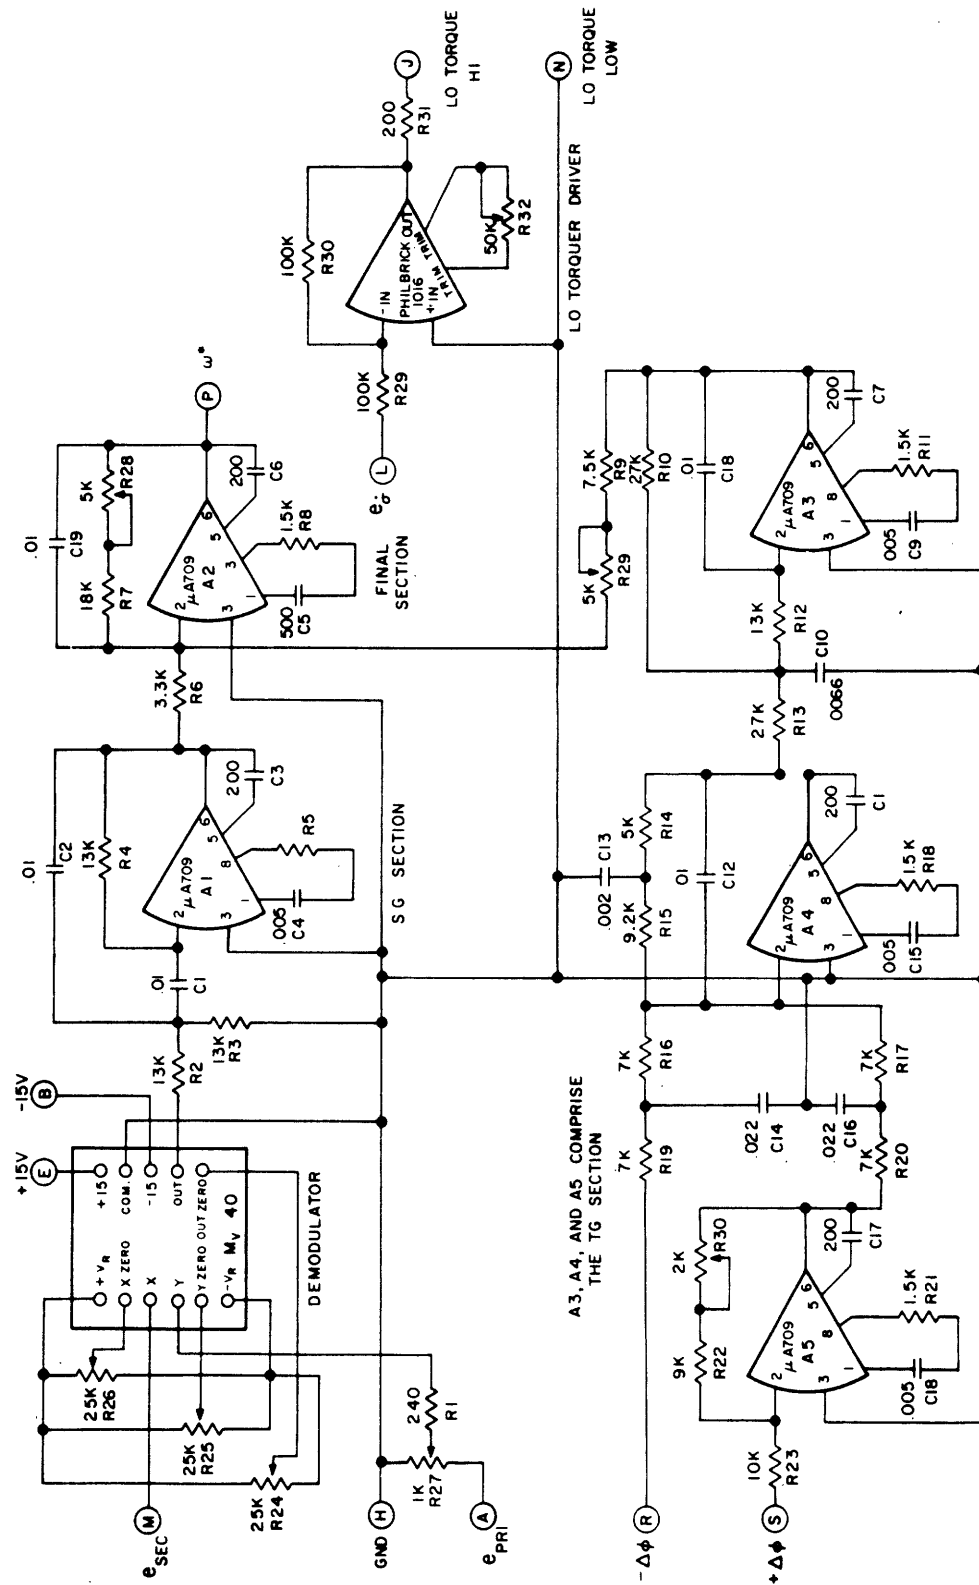 e SEC
M
25K
R24
25K
R25
25K
R26
+15V
E
-15V
B
+VR
X ZERO
X
Y
Y ZERO
-VR
+15
COM.
-15
OUT
OUT ZERO
MV 40
DEMODULATOR
GND
H
A
e PRI
1K
R27
240
R1
13K
R2
13K
R3
.01
C1
.01
C2
13K
R4
2
3
μA709
A1
6
5
8
1
200
C3
.005
C4
R5
SG SECTION
3.3K
R6
.01
C19
18K
R7
5K
R28
2
3
μA709
A2
6
5
3
1
200
C6
1.5K
R8
500
C5
FINAL
SECTION
P
ω*
e σ̇
L
100K
R29
100K
R30
-IN
PHILBRICK
1016
+IN
OUT
TRIM
TRIM
50K
R32
200
R31
J
LO TORQUE
HI
LO TORQUER DRIVER
N
LO TORQUE
LOW
A3, A4, AND A5 COMPRISE
THE TG SECTION
-Δϕ
R
+Δϕ
S
7K
R19
7K
R16
.022
C14
.022
C16
7K
R20
7K
R17
10K
R23
9K
R22
2K
R30
2
3
μA709
A5
6
5
8
1
200
C17
1.5K
R21
.005
C18
9.2K
R15
5K
R14
.002
C13
.01
C12
2
3
μA709
A4
6
5
8
1
200
C1
1.5K
R18
.005
C15
27K
R13
13K
R12
C10
.0066
5K
R29
7.5K
R9
27K
R10
.01
C18
2
3
μA709
A3
6
5
8
1
200
C7
1.5K
R11
.005
C9